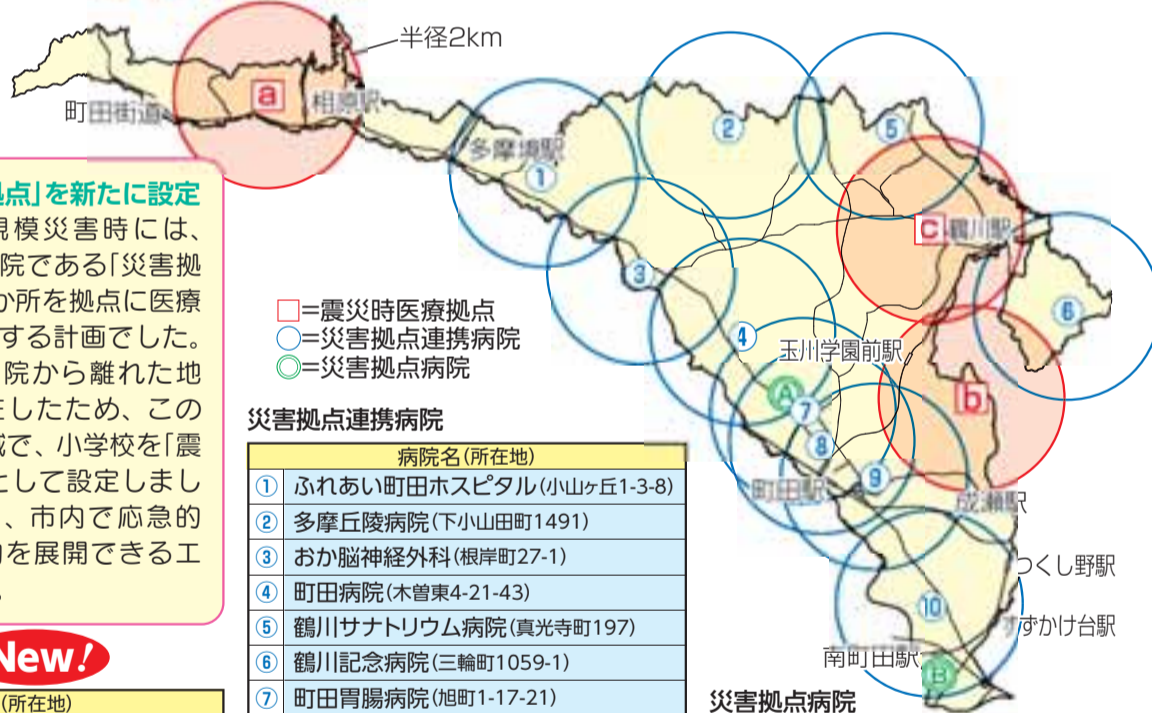 半径2km
a
相原駅
町田街道
多摩境駅
①
②
⑤
c
鶴川駅
③
⑥
④
玉川学園前駅
A
⑦
b
⑧
⑨
町田駅
成瀬駅
つくし野駅
⑩
すずかけ台駅
南町田駅
B
点」を新たに設定
規模災害時には、
院である「災害拠
か所を拠点に医療
する計画でした。
院から離れた地
在したため、この
域で、小学校を「震
として設定しまし
、市内で応急的
を展開できるエ
New!
(所在地)
□=震災時医療拠点
○=災害拠点連携病院
◎=災害拠点病院
災害拠点連携病院
病院名(所在地)
① ふれあい町田ホスピタル(小山ヶ丘1-3-8)
② 多摩丘陵病院(下小山田町1491)
③ おか脳神経外科(根岸町27-1)
④ 町田病院(木曽東4-21-43)
⑤ 鶴川サナトリウム病院(真光寺町197)
⑥ 鶴川記念病院(三輪町1059-1)
⑦ 町田胃腸病院(旭町1-17-21)
災害拠点病院